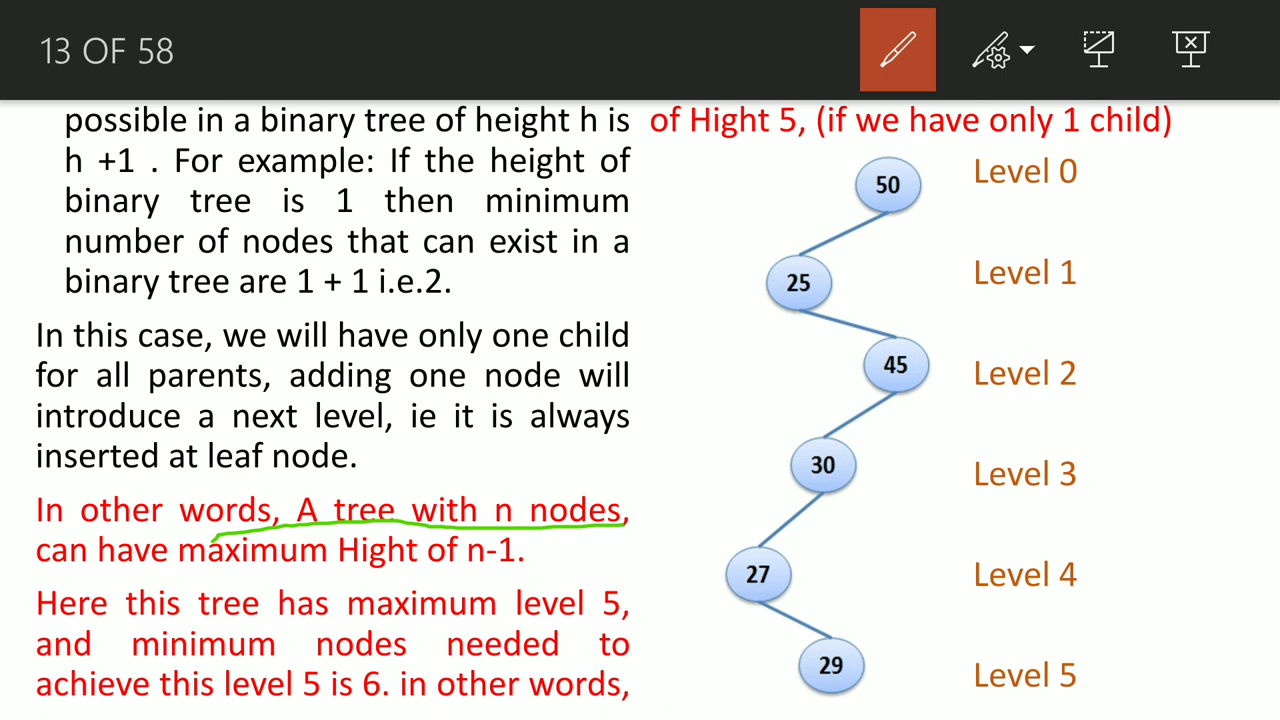 13 OF 58
possible in a binary tree of height h is
h +1 . For example: If the height of
binary tree is 1 then minimum
number of nodes that can exist in a
binary tree are 1 + 1 i.e.2.
In this case, we will have only one child
for all parents, adding one node will
introduce a next level, ie it is always
inserted at leaf node.
In other words, A tree with n nodes,
can have maximum Hight of n-1.
Here this tree has maximum level 5,
and minimum nodes needed to
achieve this level 5 is 6. in other words,
of Hight 5, (if we have only 1 child)
50
Level 0
25
Level 1
45
Level 2
30
Level 3
27
Level 4
29
Level 5